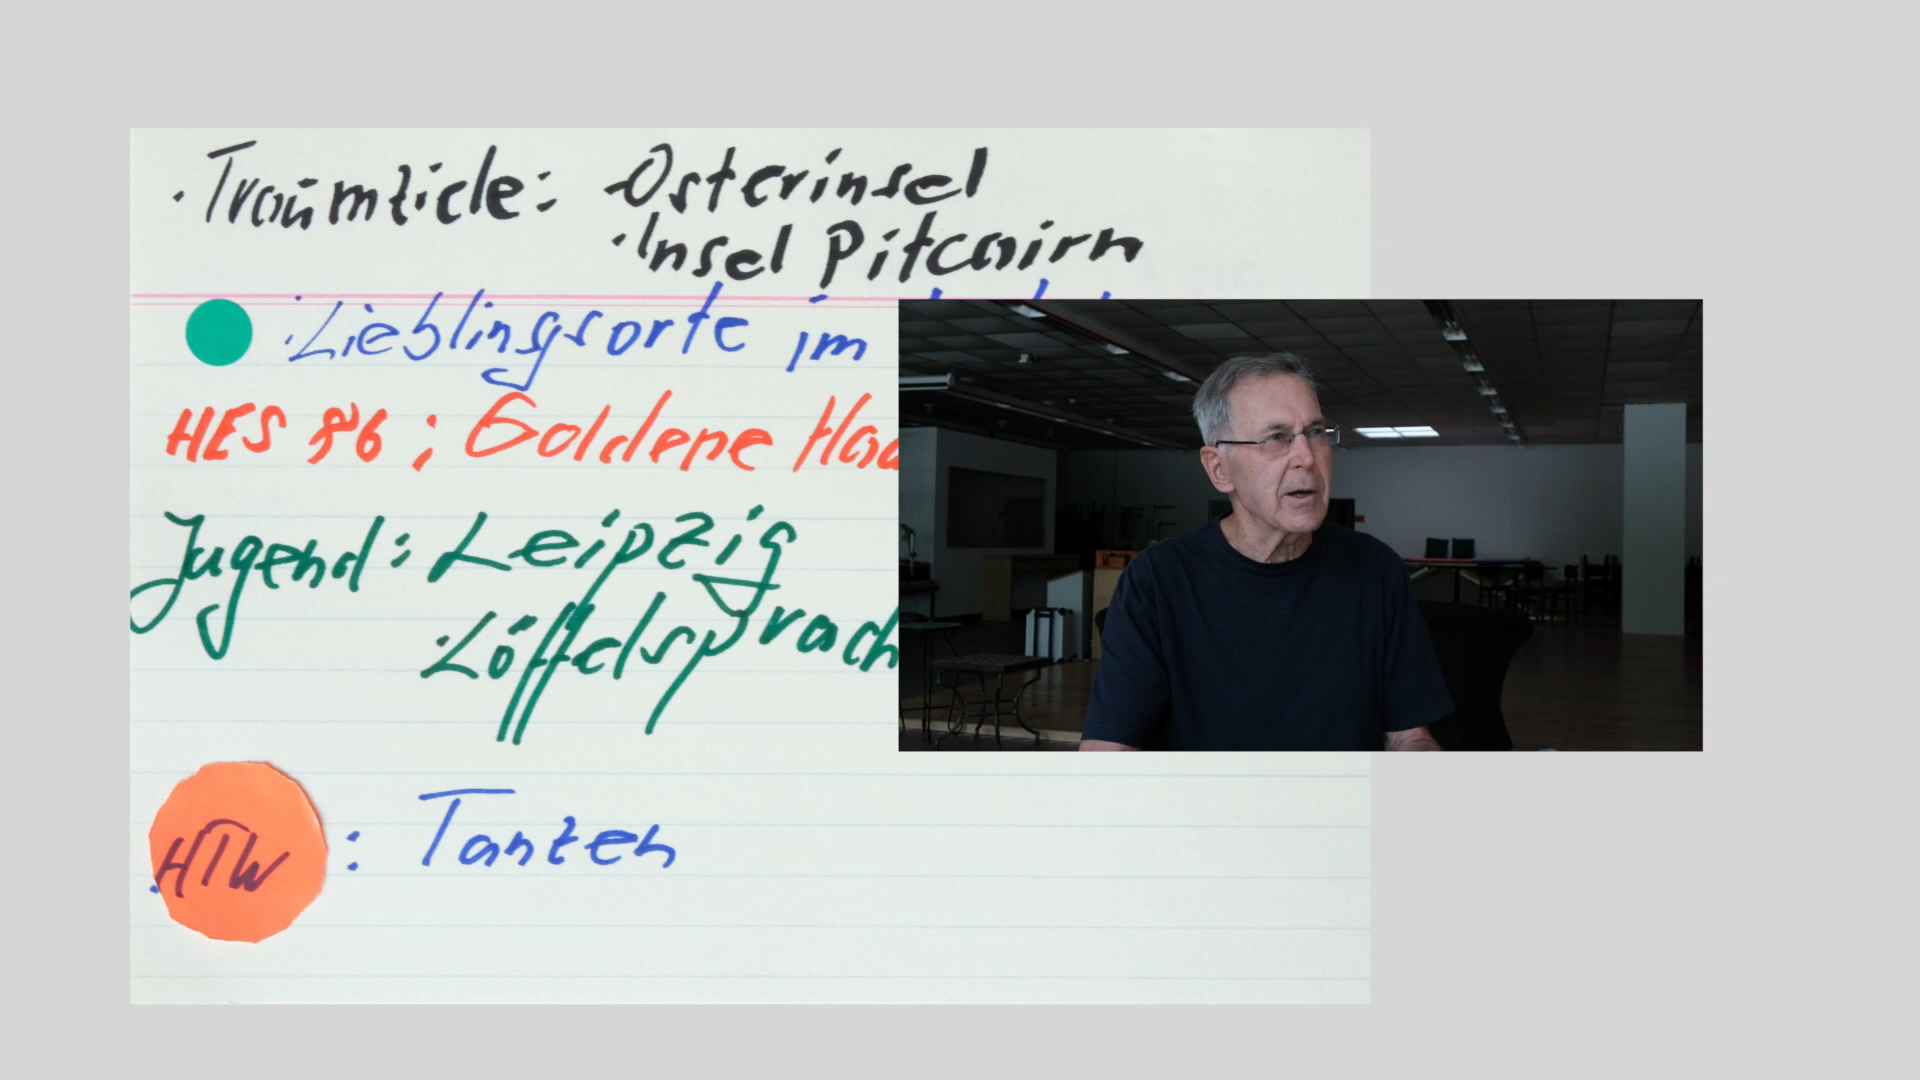 · Traumziele: - Osterinsel
· Insel Pitcairn
· Lieblingsorte im
HES 86 ; Goldene
Jugend: Leipzig
Löffelsprach
HTW : Tanzen